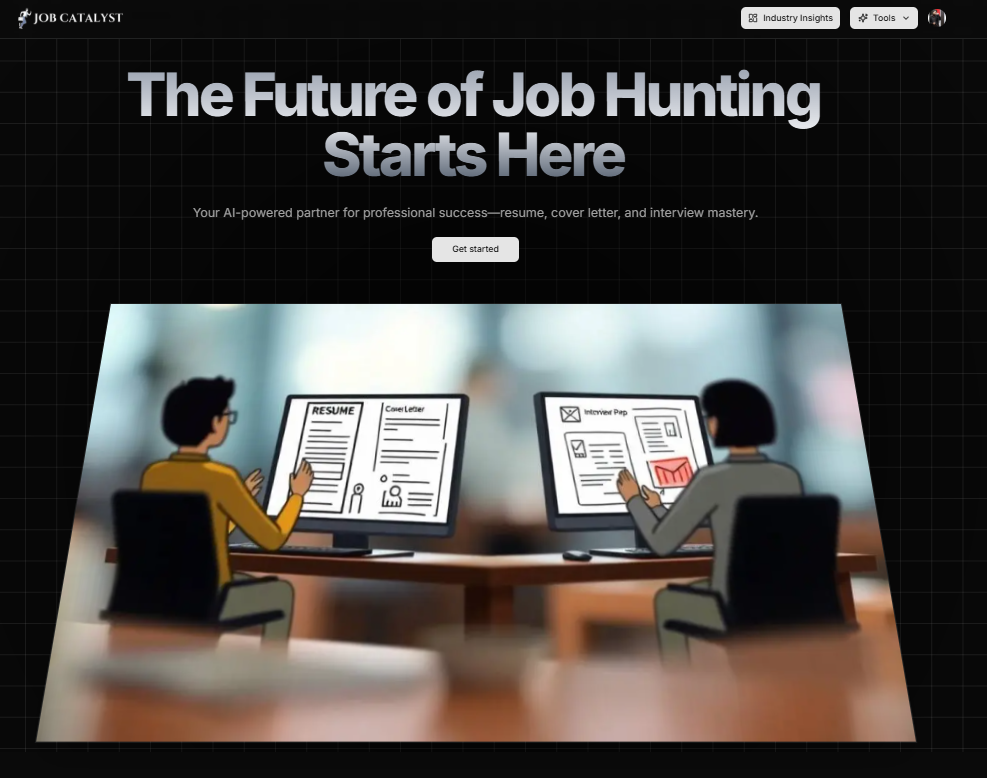 JOB CATALYST
Industry Insights
Tools
The Future of Job Hunting
Starts Here
Your AI-powered partner for professional success—resume, cover letter, and interview mastery.
Get started
RESUME
Cover Letter
Interview Pep